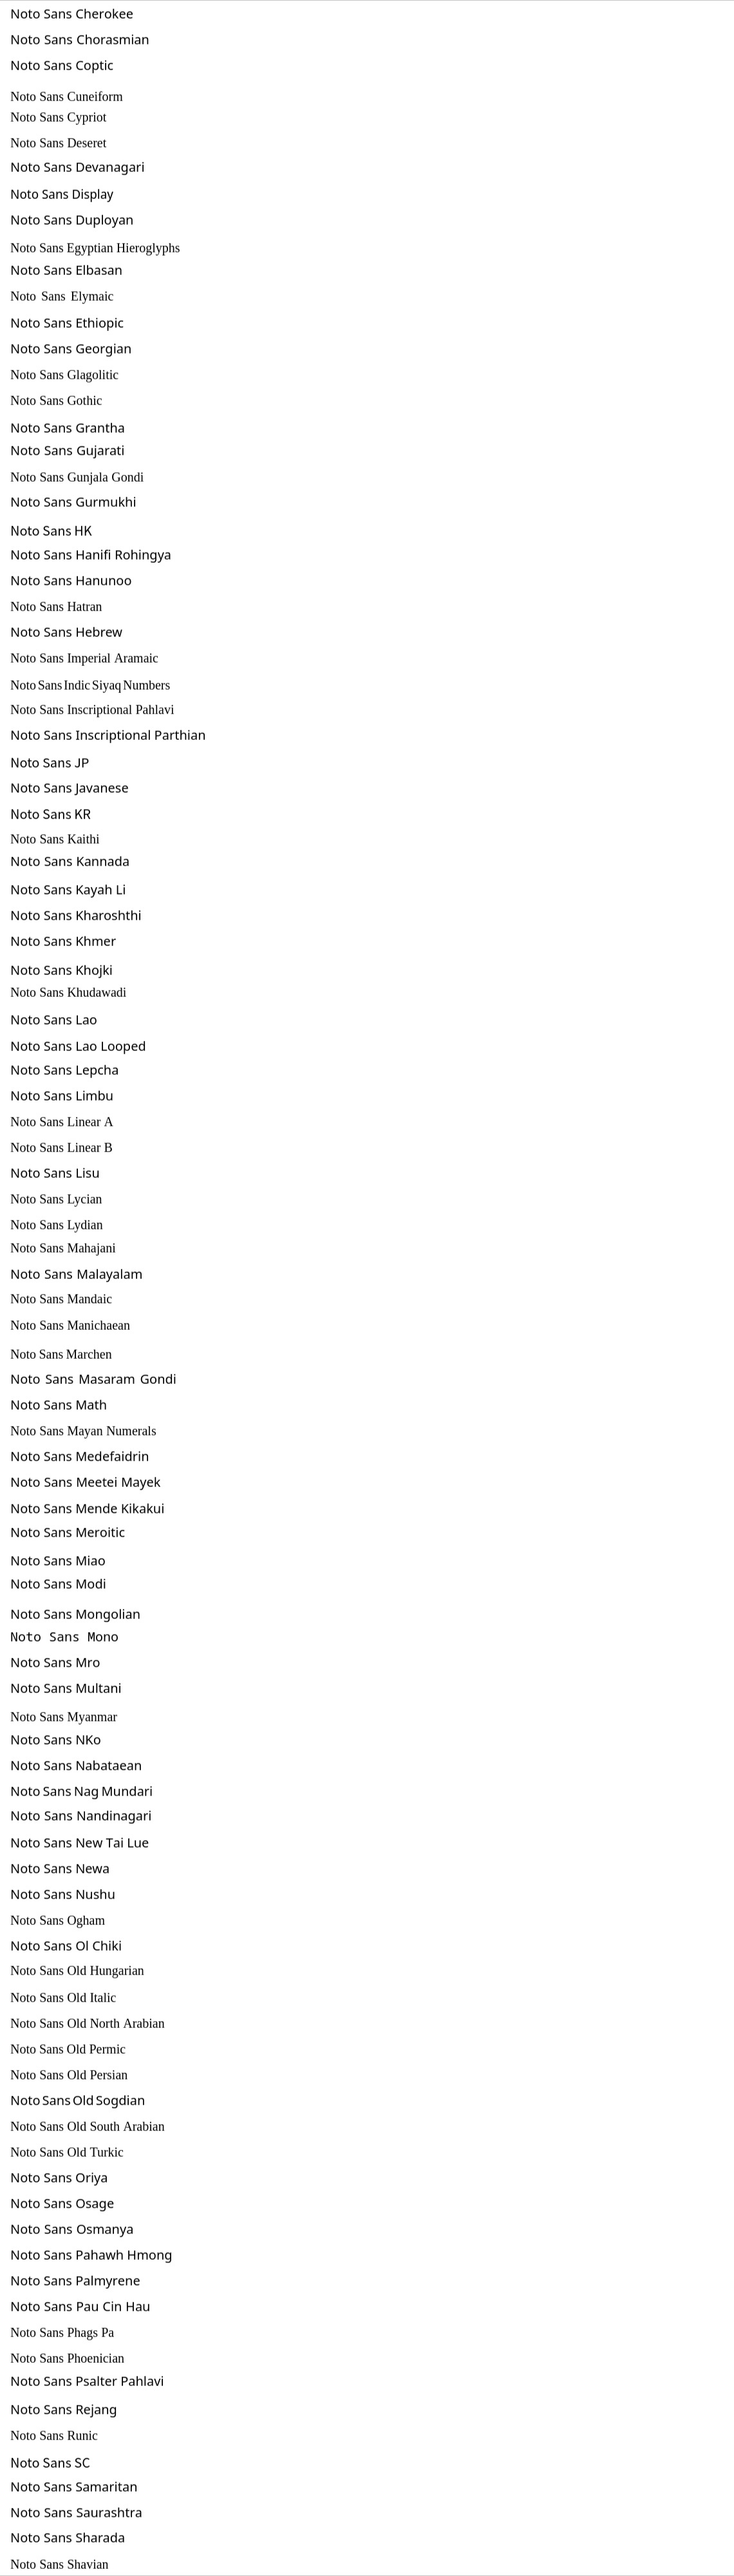 Noto Sans Cherokee
Noto Sans Chorasmian
Noto Sans Coptic
Noto Sans Cuneiform
Noto Sans Cypriot
Noto Sans Deseret
Noto Sans Devanagari
Noto Sans Display
Noto Sans Duployan
Noto Sans Egyptian Hieroglyphs
Noto Sans Elbasan
Noto Sans Elymaic
Noto Sans Ethiopic
Noto Sans Georgian
Noto Sans Glagolitic
Noto Sans Gothic
Noto Sans Grantha
Noto Sans Gujarati
Noto Sans Gunjala Gondi
Noto Sans Gurmukhi
Noto Sans HK
Noto Sans Hanifi Rohingya
Noto Sans Hanunoo
Noto Sans Hatran
Noto Sans Hebrew
Noto Sans Imperial Aramaic
Noto Sans Indic Siyaq Numbers
Noto Sans Inscriptional Pahlavi
Noto Sans Inscriptional Parthian
Noto Sans JP
Noto Sans Javanese
Noto Sans KR
Noto Sans Kaithi
Noto Sans Kannada
Noto Sans Kayah Li
Noto Sans Kharoshthi
Noto Sans Khmer
Noto Sans Khojki
Noto Sans Khudawadi
Noto Sans Lao
Noto Sans Lao Looped
Noto Sans Lepcha
Noto Sans Limbu
Noto Sans Linear A
Noto Sans Linear B
Noto Sans Lisu
Noto Sans Lycian
Noto Sans Lydian
Noto Sans Mahajani
Noto Sans Malayalam
Noto Sans Mandaic
Noto Sans Manichaean
Noto Sans Marchen
Noto Sans Masaram Gondi
Noto Sans Math
Noto Sans Mayan Numerals
Noto Sans Medefaidrin
Noto Sans Meetei Mayek
Noto Sans Mende Kikakui
Noto Sans Meroitic
Noto Sans Miao
Noto Sans Modi
Noto Sans Mongolian
Noto Sans Mono
Noto Sans Mro
Noto Sans Multani
Noto Sans Myanmar
Noto Sans NKo
Noto Sans Nabataean
Noto Sans Nag Mundari
Noto Sans Nandinagari
Noto Sans New Tai Lue
Noto Sans Newa
Noto Sans Nushu
Noto Sans Ogham
Noto Sans Ol Chiki
Noto Sans Old Hungarian
Noto Sans Old Italic
Noto Sans Old North Arabian
Noto Sans Old Permic
Noto Sans Old Persian
Noto Sans Old Sogdian
Noto Sans Old South Arabian
Noto Sans Old Turkic
Noto Sans Oriya
Noto Sans Osage
Noto Sans Osmanya
Noto Sans Pahawh Hmong
Noto Sans Palmyrene
Noto Sans Pau Cin Hau
Noto Sans Phags Pa
Noto Sans Phoenician
Noto Sans Psalter Pahlavi
Noto Sans Rejang
Noto Sans Runic
Noto Sans SC
Noto Sans Samaritan
Noto Sans Saurashtra
Noto Sans Sharada
Noto Sans Shavian